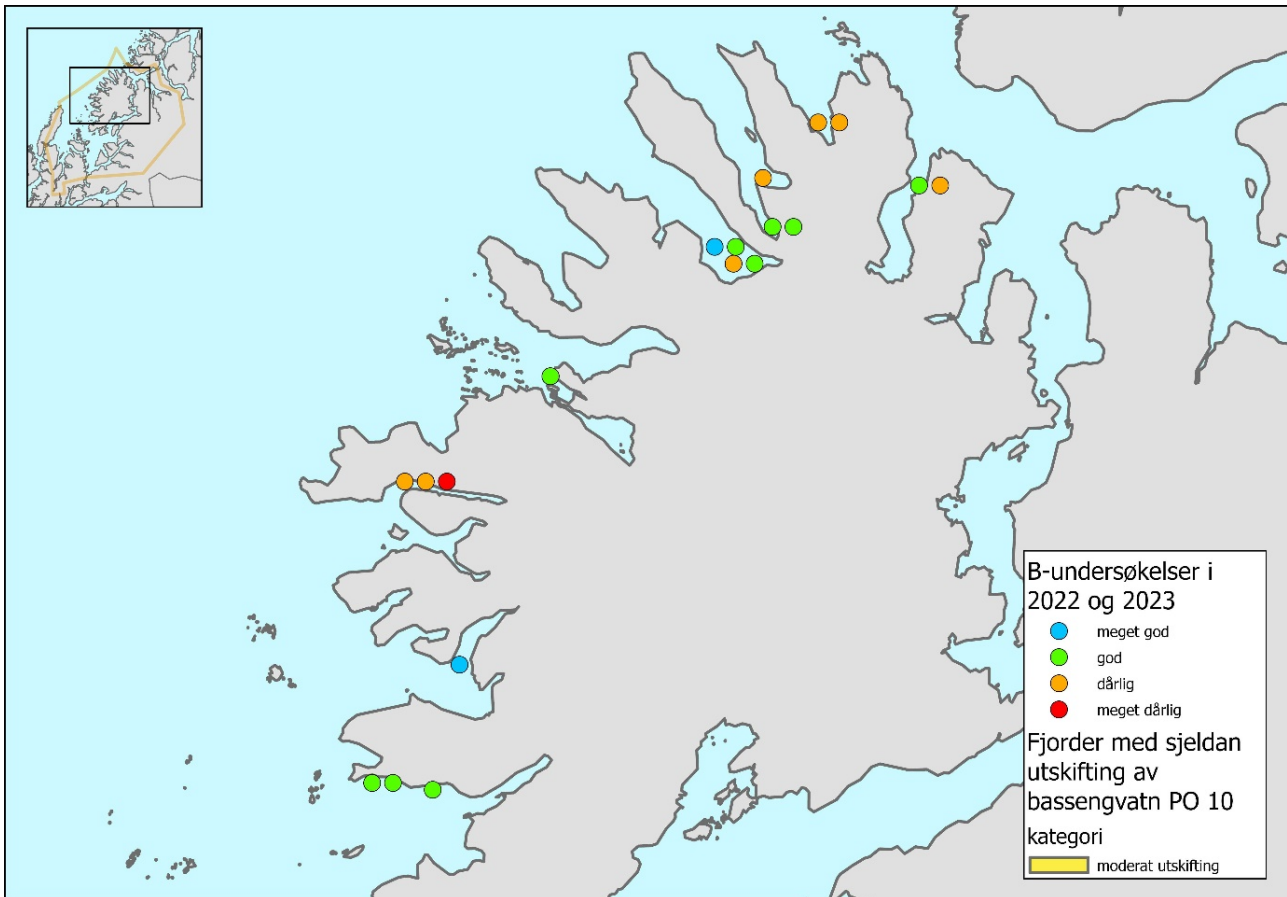 B-undersøkelser i
2022 og 2023
meget god
god
dårlig
meget dårlig
Fjorder med sjeldan
utskifting av
bassengvatn PO 10
kategori
moderat utskifting